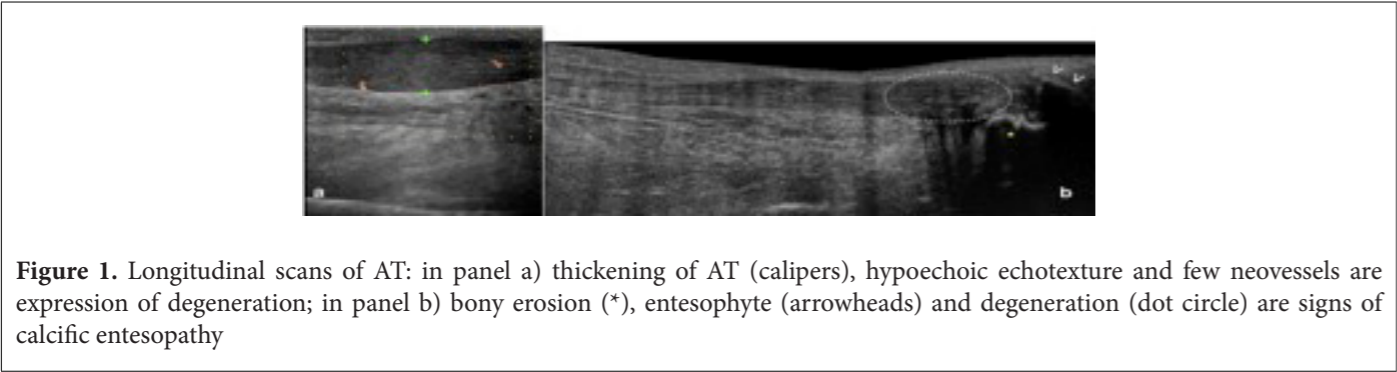 a
b
Figure 1. Longitudinal scans of AT: in panel a) thickening of AT (calipers), hypoechoic echotexture and few neovessels are
expression of degeneration; in panel b) bony erosion (*), entesophyte (arrowheads) and degeneration (dot circle) are signs of
calcific entesopathy